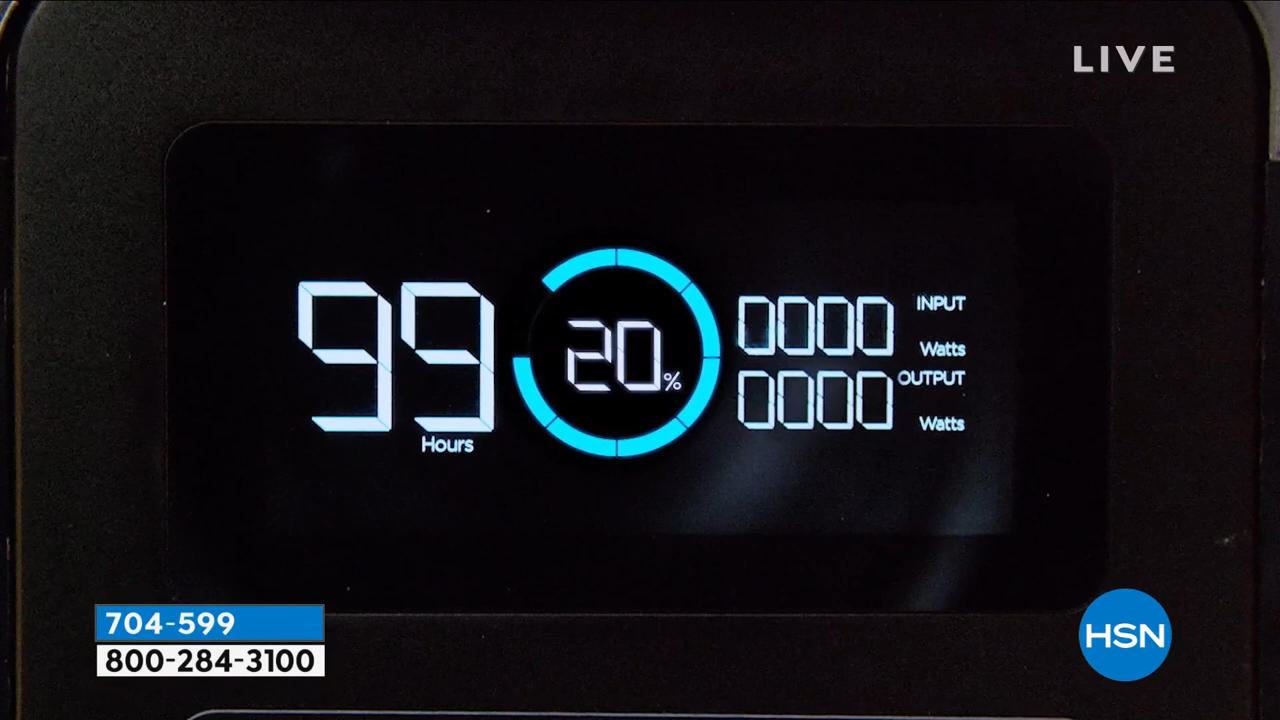 LIVE
99
Hours
20%
0000 INPUT
Watts
0000 OUTPUT
Watts
704-599
800-284-3100
HSN